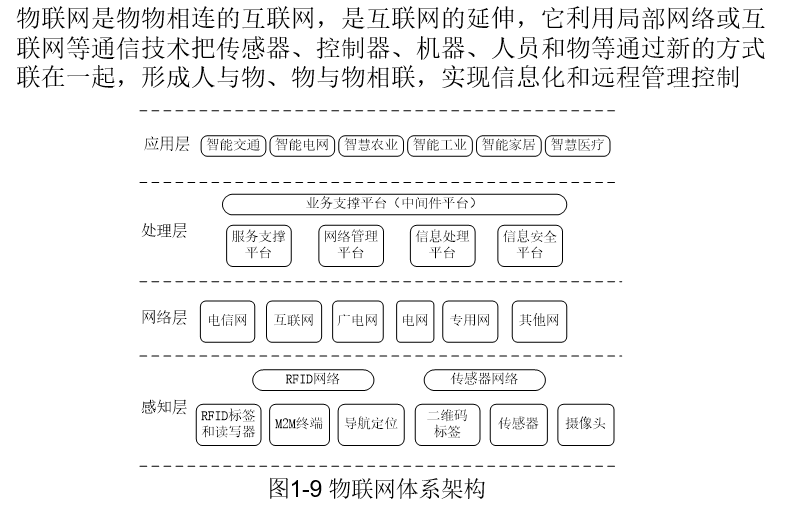 物联网是物物相连的互联网，是互联网的延伸，它利用局部网络或互
联网等通信技术把传感器、控制器、机器、人员和物等通过新的方式
联在一起，形成人与物、物与物相联，实现信息化和远程管理控制
应用层 智能交通 智能电网 智慧农业 智能工业 智能家居 智慧医疗
业务支撑平台（中间件平台）
处理层
服务支撑 网络管理 信息处理 信息安全
平台 平台 平台 平台
网络层 电信网 互联网 广电网 电网 专用网 其他网
RFID网络 传感器网络
感知层
RFID标签 M2M终端 导航定位 二维码 传感器 摄像头
和读写器 标签
图1-9 物联网体系架构